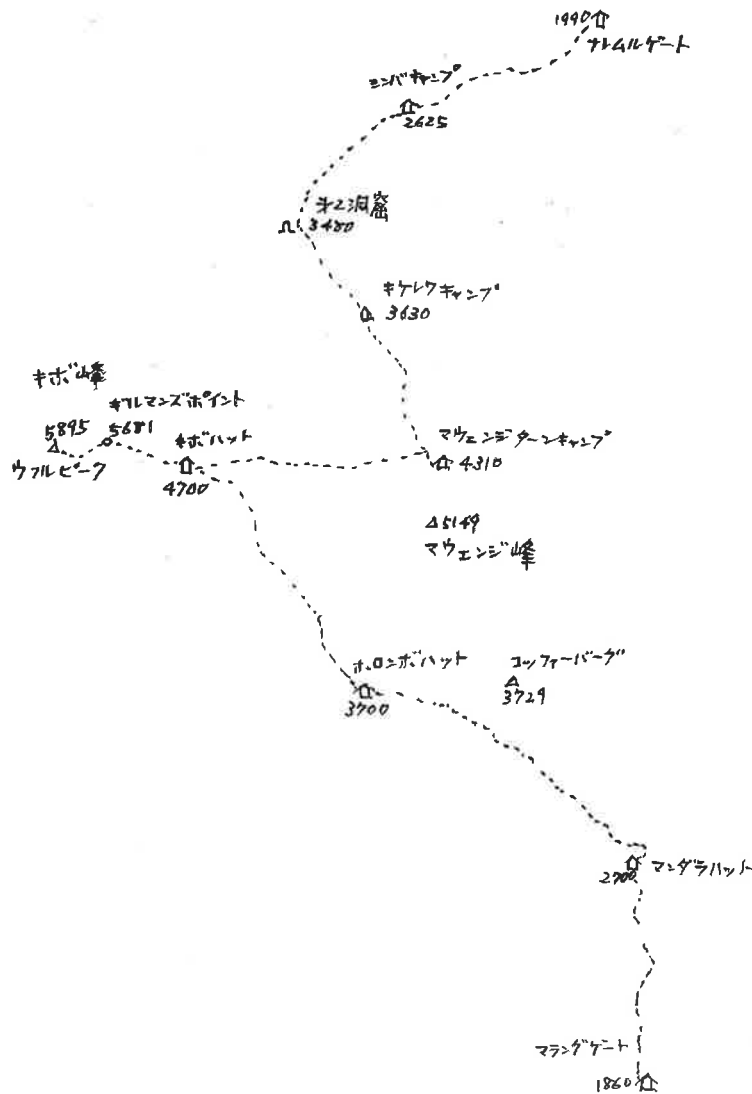 1990
ナレムルゲート
シンバキャンプ
2625
第2洞窟
3480
キケレワキャンプ
3630
キボ峰
ギルマンズポイント
5895
5681
キボハット
マウェンジターンキャンプ
ウフルピーク
4700
4310
△5149
マウェンジ峰
ホロンボハット
コッファーバーグ
3700
3729
2700
マンダラハット
マラングゲート
1860